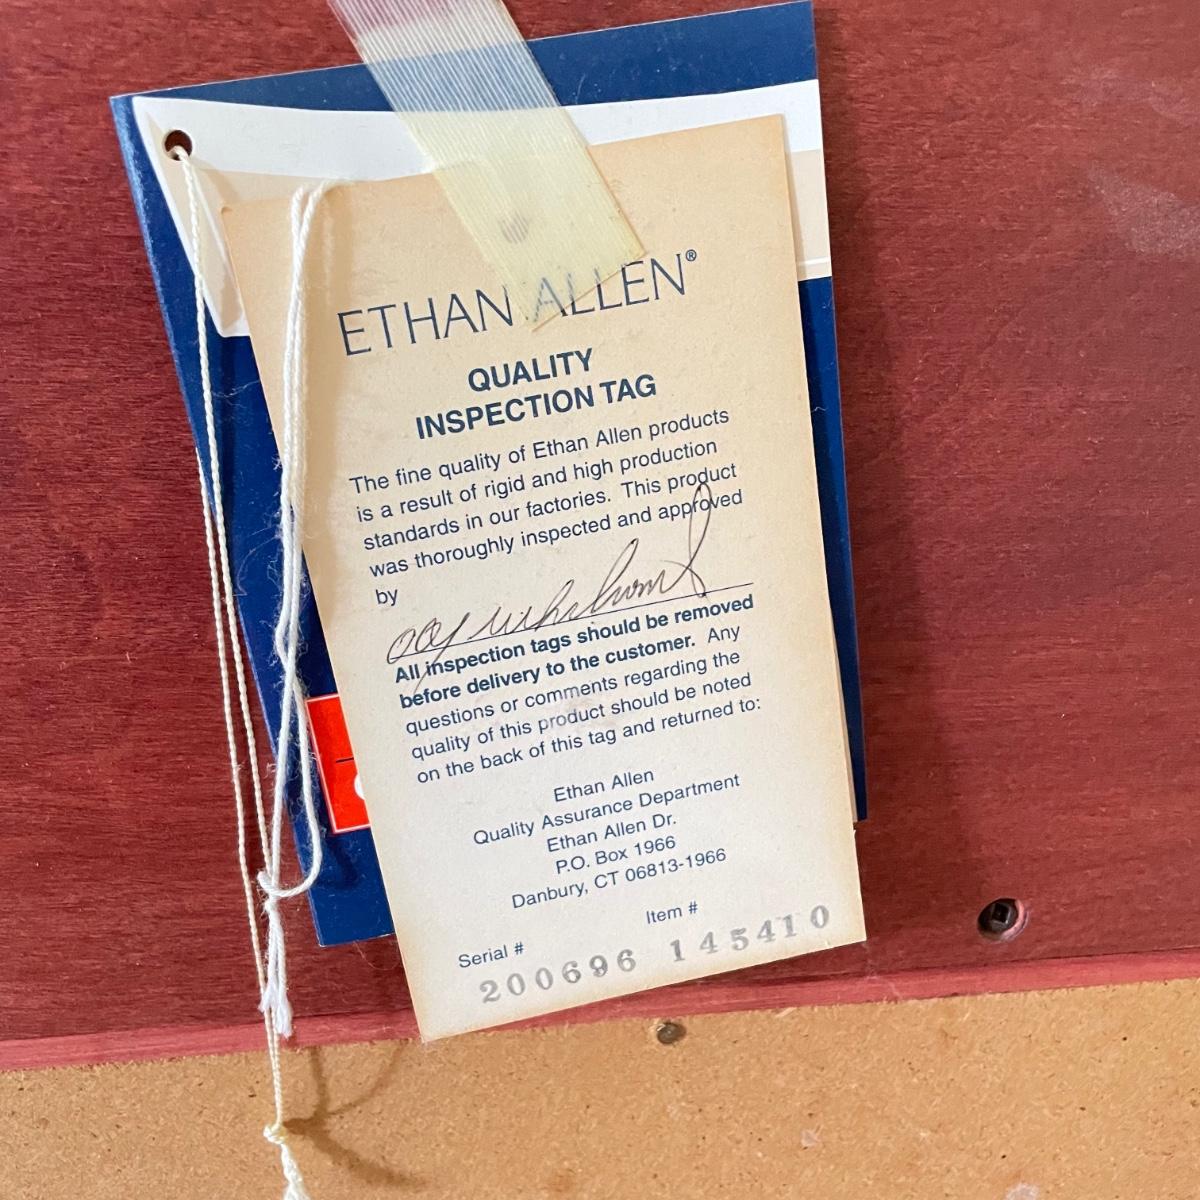 ETHAN ALLEN®
QUALITY
INSPECTION TAG
The fine quality of Ethan Allen products
is a result of rigid and high production
standards in our factories. This product
was thoroughly inspected and approved
by
All inspection tags should be removed
before delivery to the customer. Any
questions or comments regarding the
quality of this product should be noted
on the back of this tag and returned to:
Ethan Allen
Quality Assurance Department
Ethan Allen Dr.
P.O. Box 1966
Danbury, CT 06813-1966
Serial # Item #
200696 145410